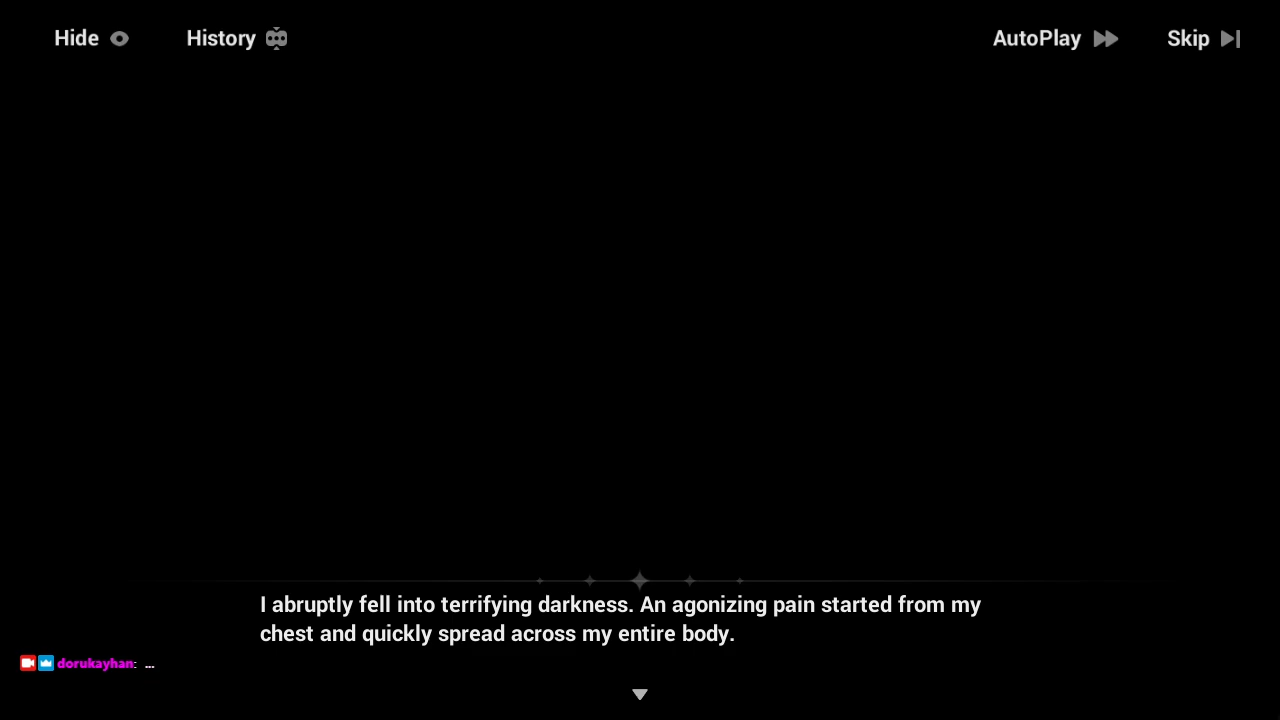 Hide
History
AutoPlay
Skip
I abruptly fell into terrifying darkness. An agonizing pain started from my
chest and quickly spread across my entire body.
dorukayhan: ...